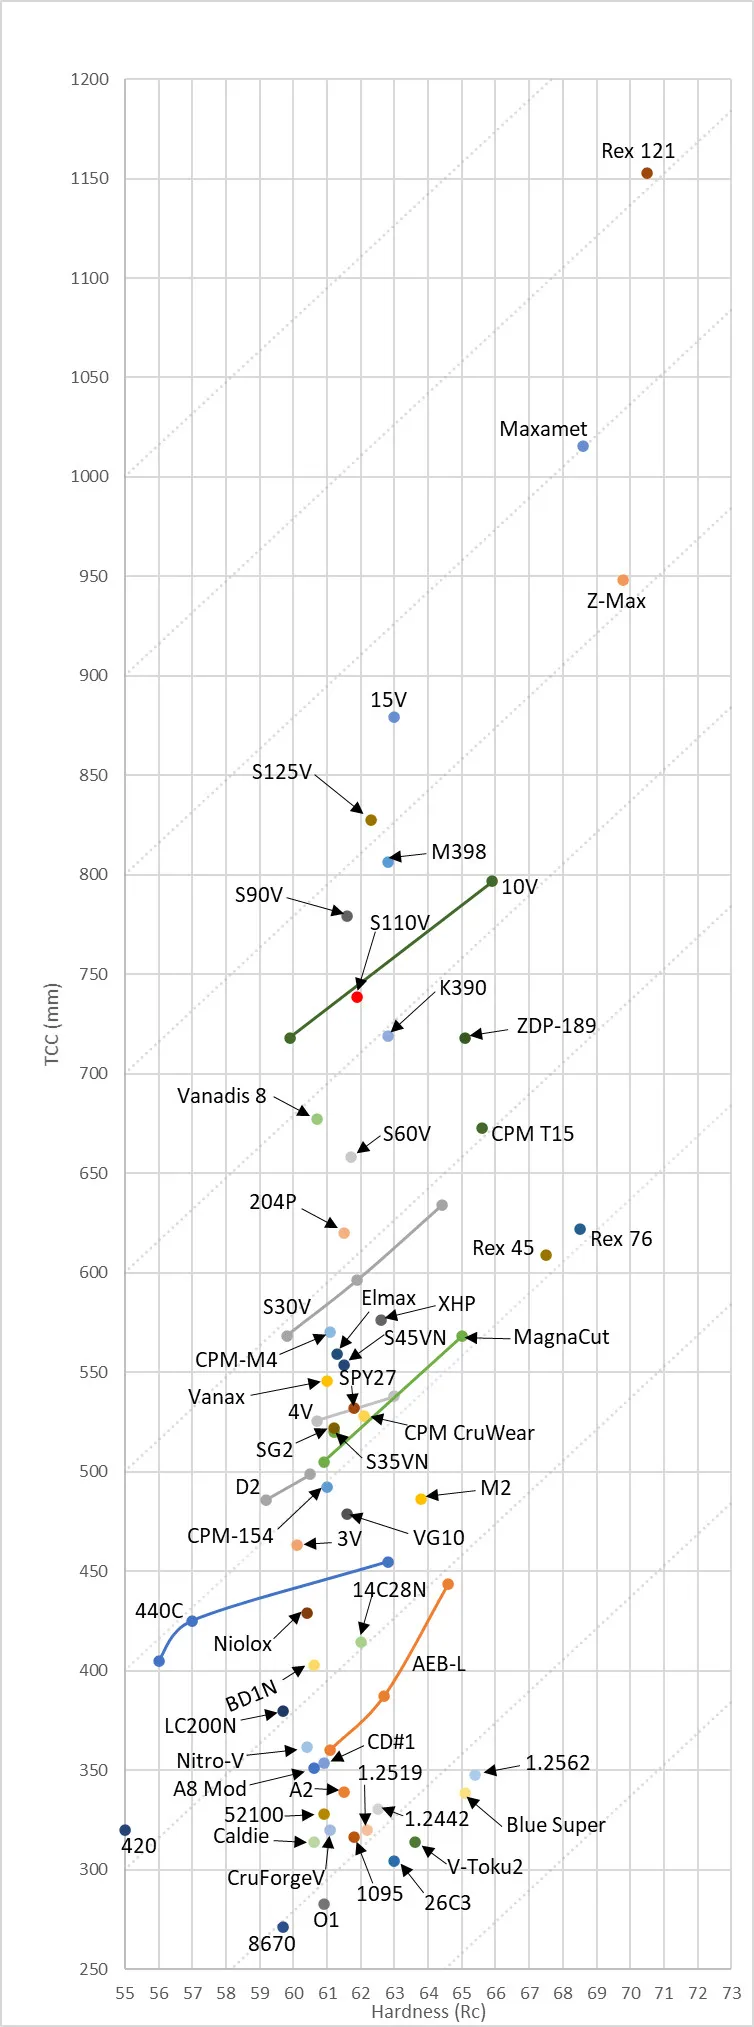 1200
Rex 121
1150
1100
1050
Maxamet
1000
950
Z-Max
900
15V
850
S125V
M398
800
10V
S90V
S110V
750
K390
ZDP-189
TCC (mm)
700
Vanadis 8
CPM T15
S60V
650
204P
Rex 76
Rex 45
600
Elmax
XHP
S30V
MagnaCut
S45VN
CPM-M4
550
SPY27
Vanax
4V
CPM CruWear
SG2
S35VN
500
D2
M2
CPM-154
3V
VG10
450
14C28N
440C
Niolox
AEB-L
400
BD1N
LC200N
CD#1
Nitro-V
1.2562
350
1.2519
A8 Mod
A2
52100
1.2442
Blue Super
Caldie
420
V-Toku2
300
CruForgeV
1095
26C3
O1
8670
250
55 56 57 58 59 60 61 62 63 64 65 66 67 68 69 70 71 72 73
Hardness (Rc)